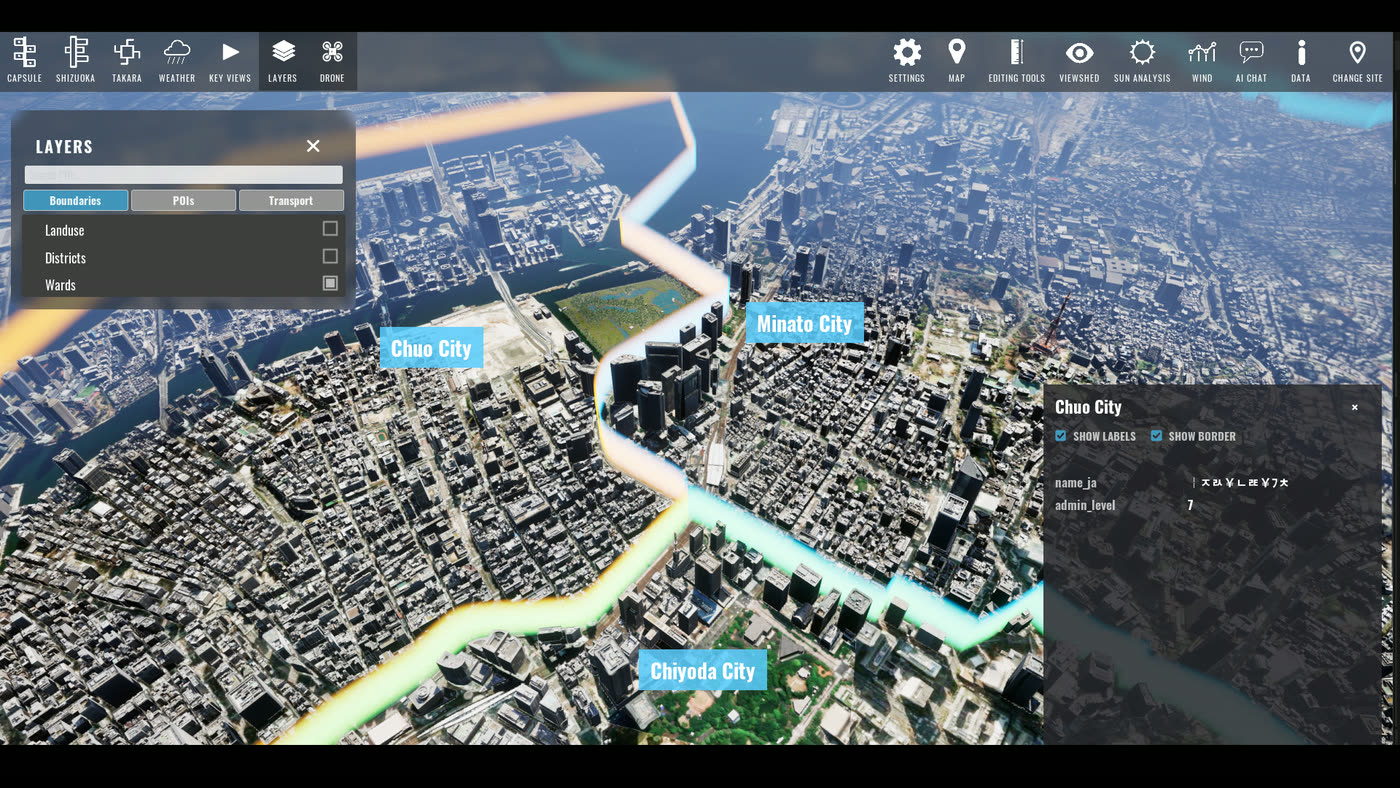 CAPSULE
SHIZUOKA
TAKARA
WEATHER
KEY VIEWS
LAYERS
DRONE
SETTINGS
MAP
EDITING TOOLS
VIEWSHED
SUN ANALYSIS
WIND
AI CHAT
DATA
CHANGE SITE
LAYERS
Boundaries
POIs
Transport
Landuse
Districts
Wards
Chuo City
Minato City
Chiyoda City
Chuo City
SHOW LABELS
SHOW BORDER
name_ja
admin_level 7